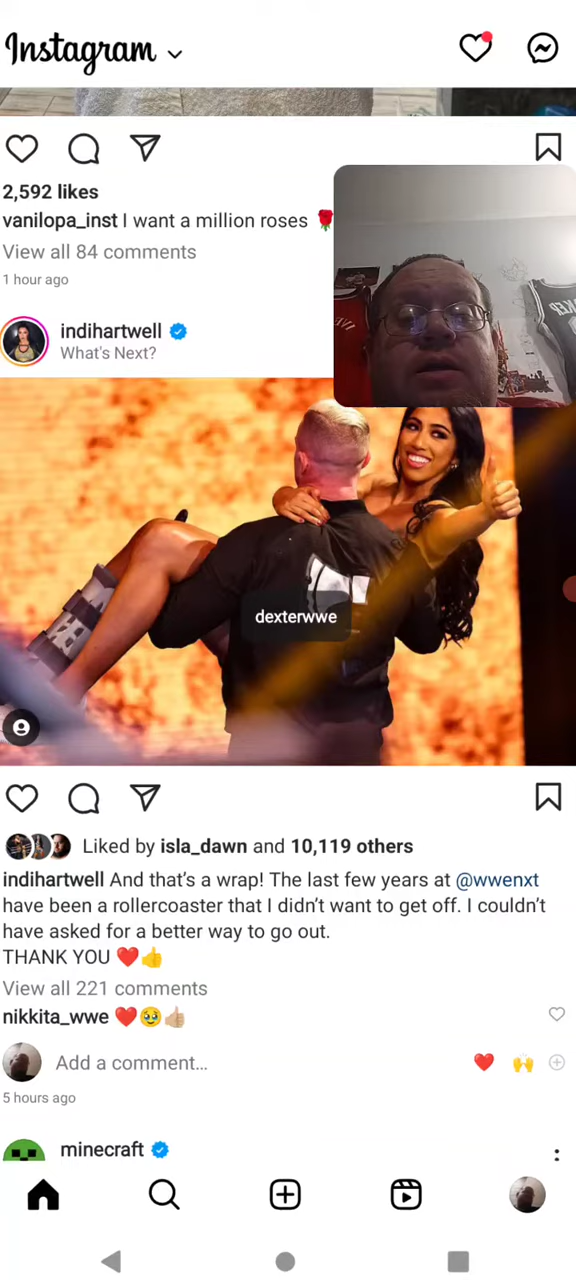 Instagram
2,592 likes
vanilopa_inst I want a million roses 🌹
View all 84 comments
1 hour ago
indihartwell
What's Next?
dexterwwe
Liked by isla_dawn and 10,119 others
indihartwell And that's a wrap! The last few years at @wwenxt
have been a rollercoaster that I didn't want to get off. I couldn't
have asked for a better way to go out.
THANK YOU ❤️👍
View all 221 comments
nikkita_wwe ❤️🥹👍🏼
Add a comment...
❤️ 🙌
5 hours ago
minecraft